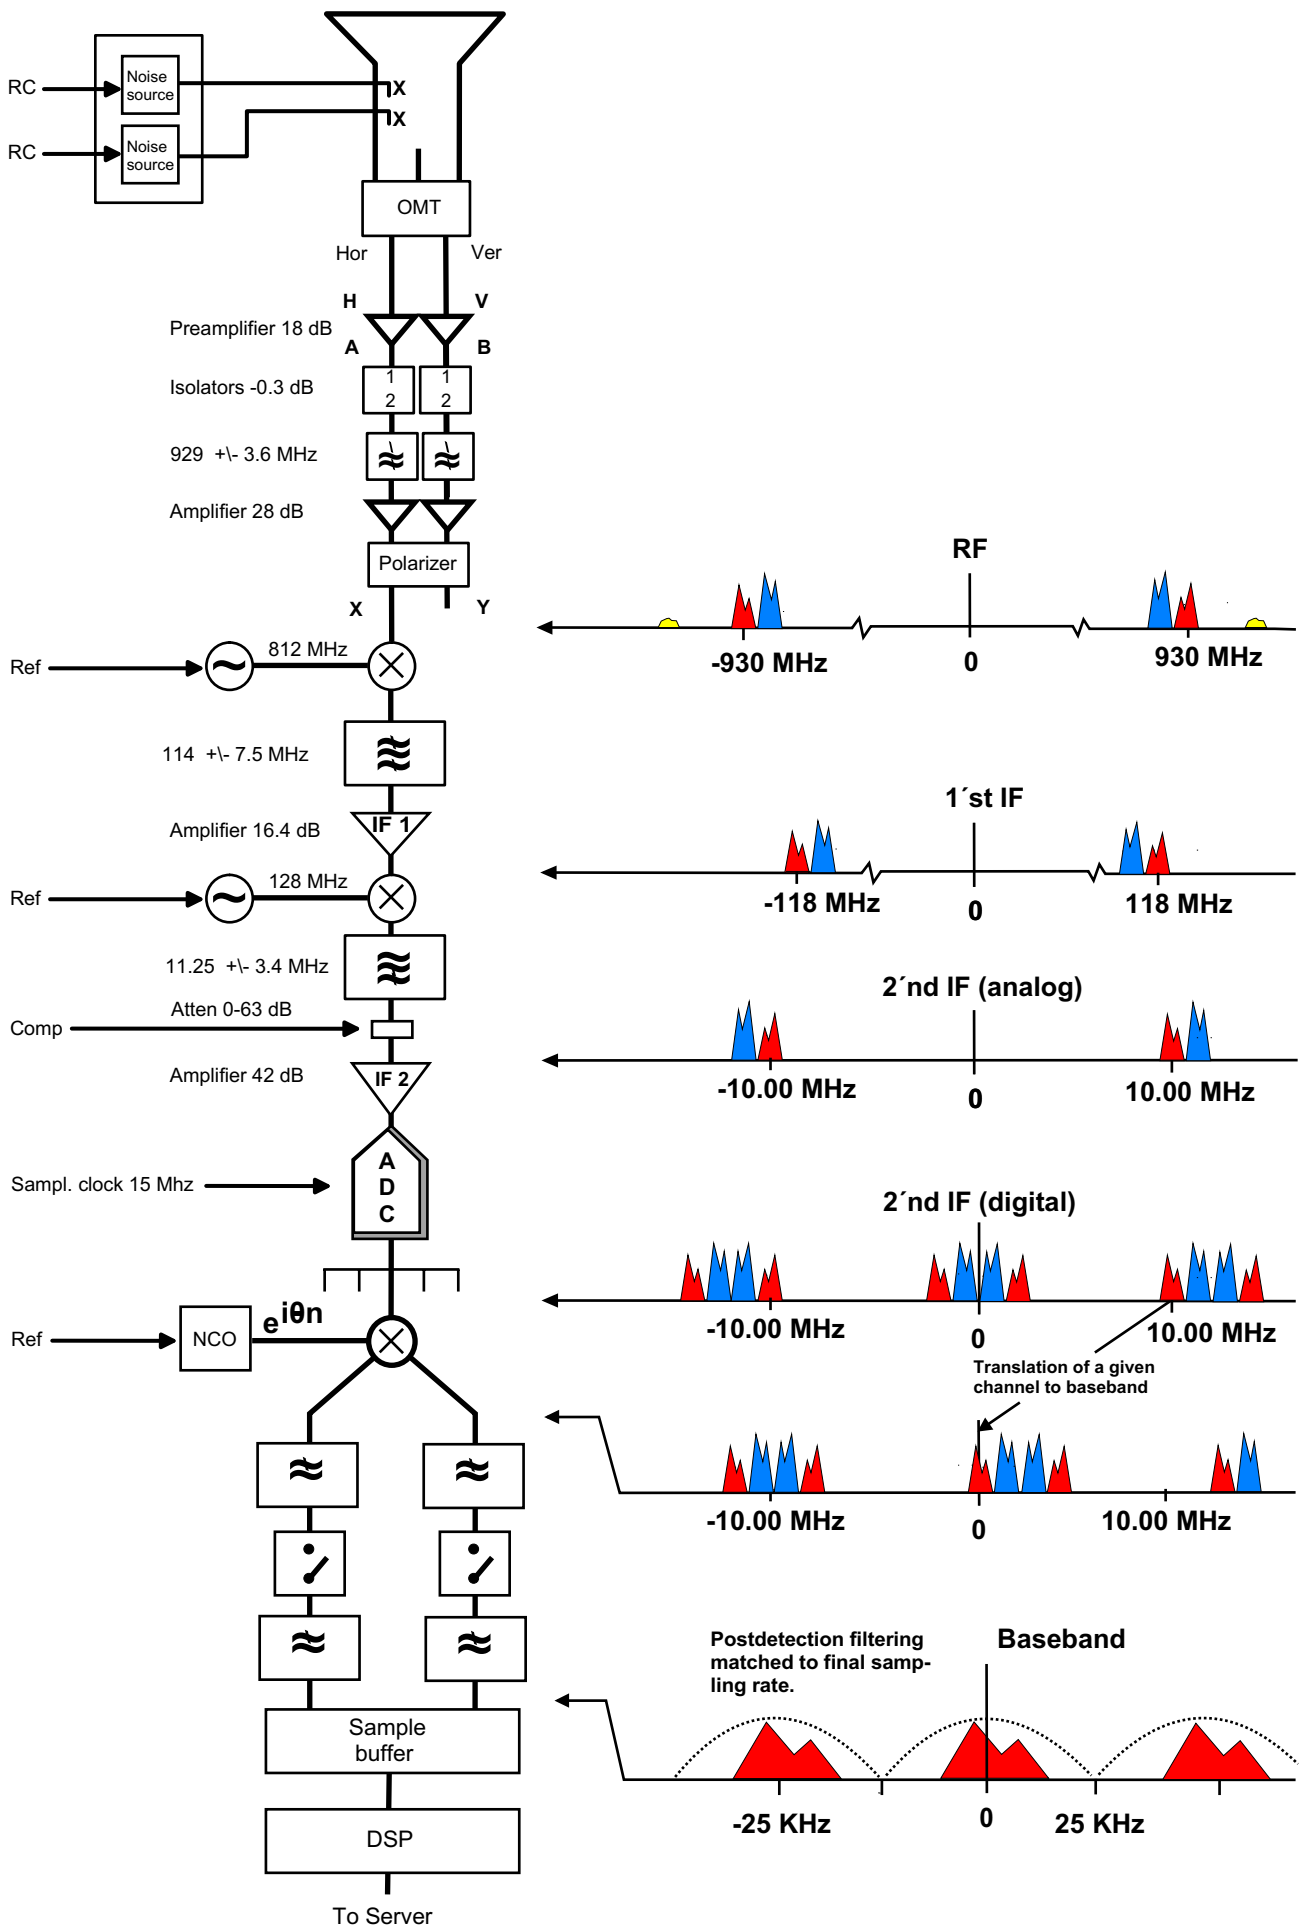 RC
Noise
source
X
X
RC
Noise
source
OMT
Hor
Ver
H
V
Preamplifier 18 dB
A
B
Isolators -0.3 dB
1
2
1
2
929 +\- 3.6 MHz
Amplifier 28 dB
Polarizer
X
Y
RF
-930 MHz
0
930 MHz
Ref
812 MHz
114 +\- 7.5 MHz
1´st IF
Amplifier 16.4 dB
IF 1
-118 MHz
0
118 MHz
Ref
128 MHz
11.25 +\- 3.4 MHz
2´nd IF (analog)
Atten 0-63 dB
Comp
Amplifier 42 dB
IF 2
-10.00 MHz
0
10.00 MHz
A
D
C
Sampl. clock 15 Mhz
2´nd IF (digital)
-10.00 MHz
0
10.00 MHz
Ref
NCO
e iθn
Translation of a given
channel to baseband
-10.00 MHz
0
10.00 MHz
Postdetection filtering
matched to final samp-
ling rate.
Baseband
Sample
buffer
-25 KHz
0
25 KHz
DSP
To Server